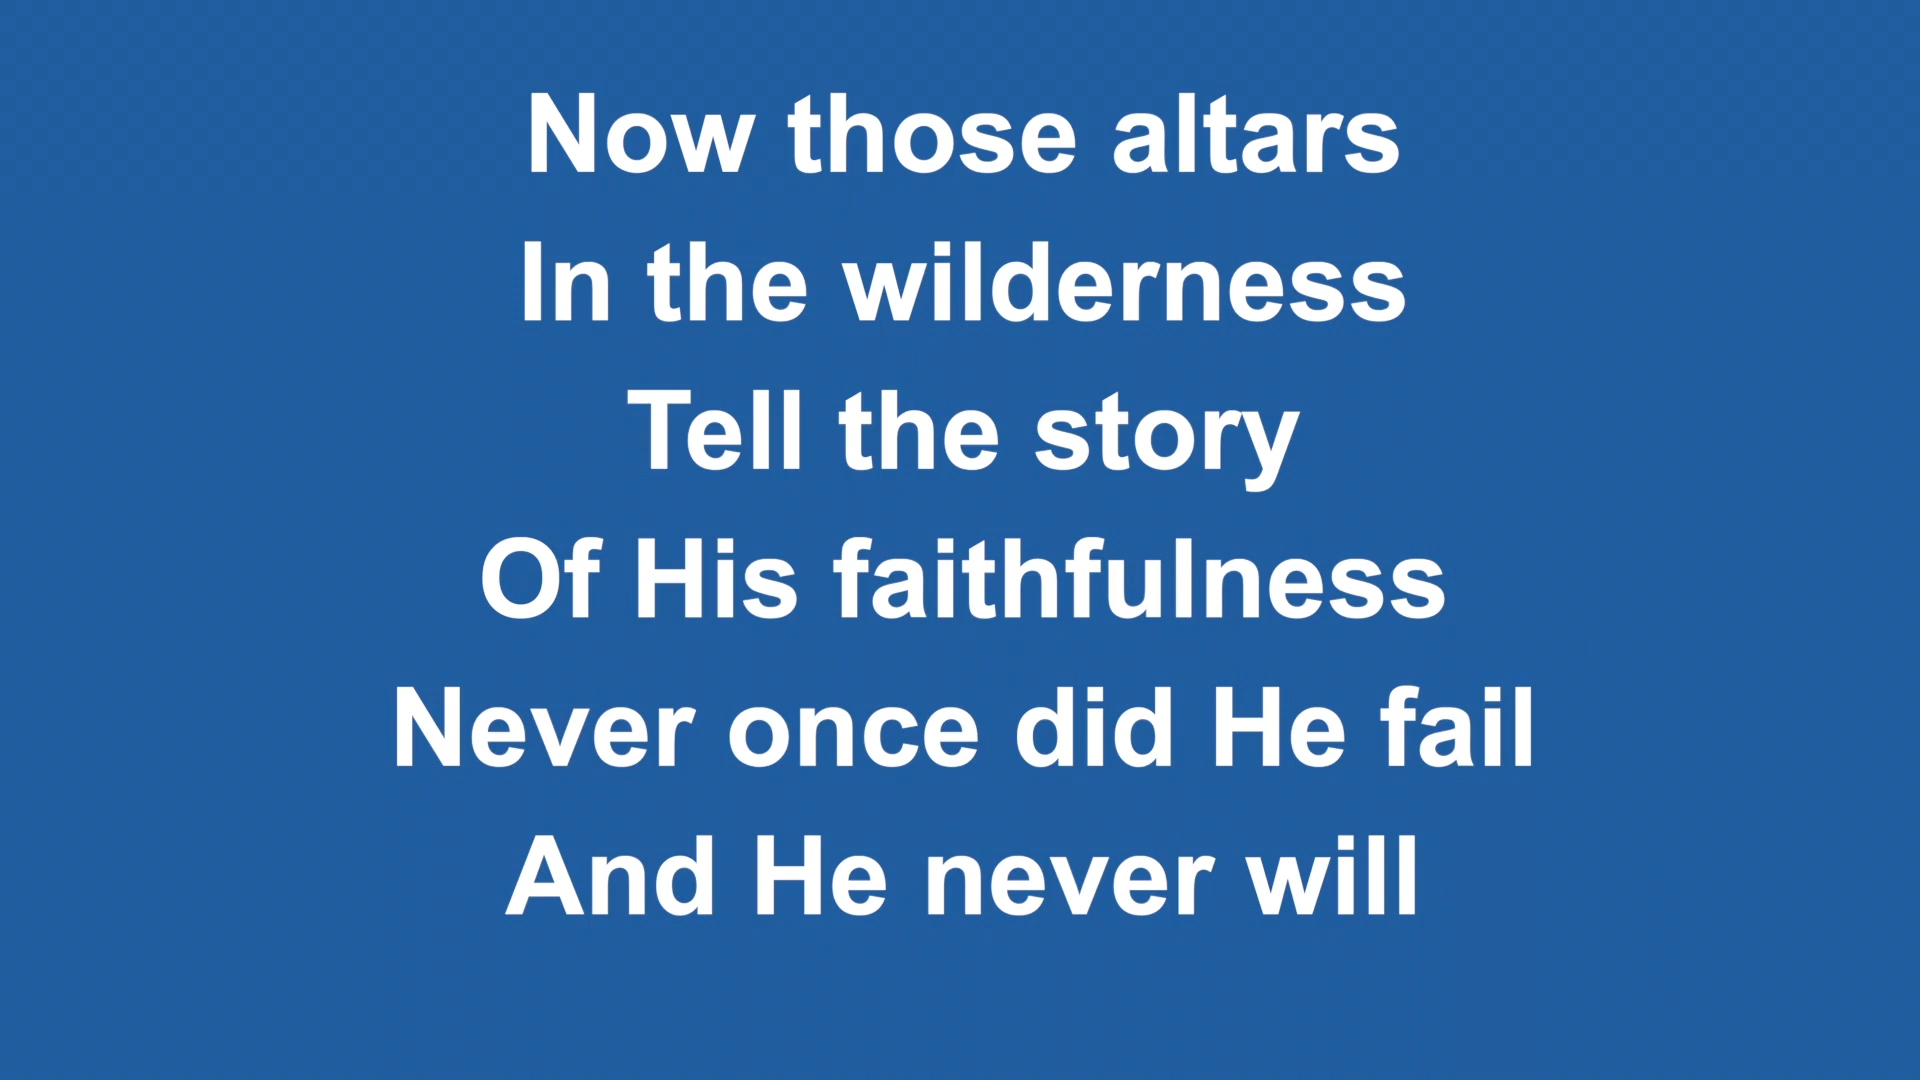 Now those altars
In the wilderness
Tell the story
Of His faithfulness
Never once did He fail
And He never will